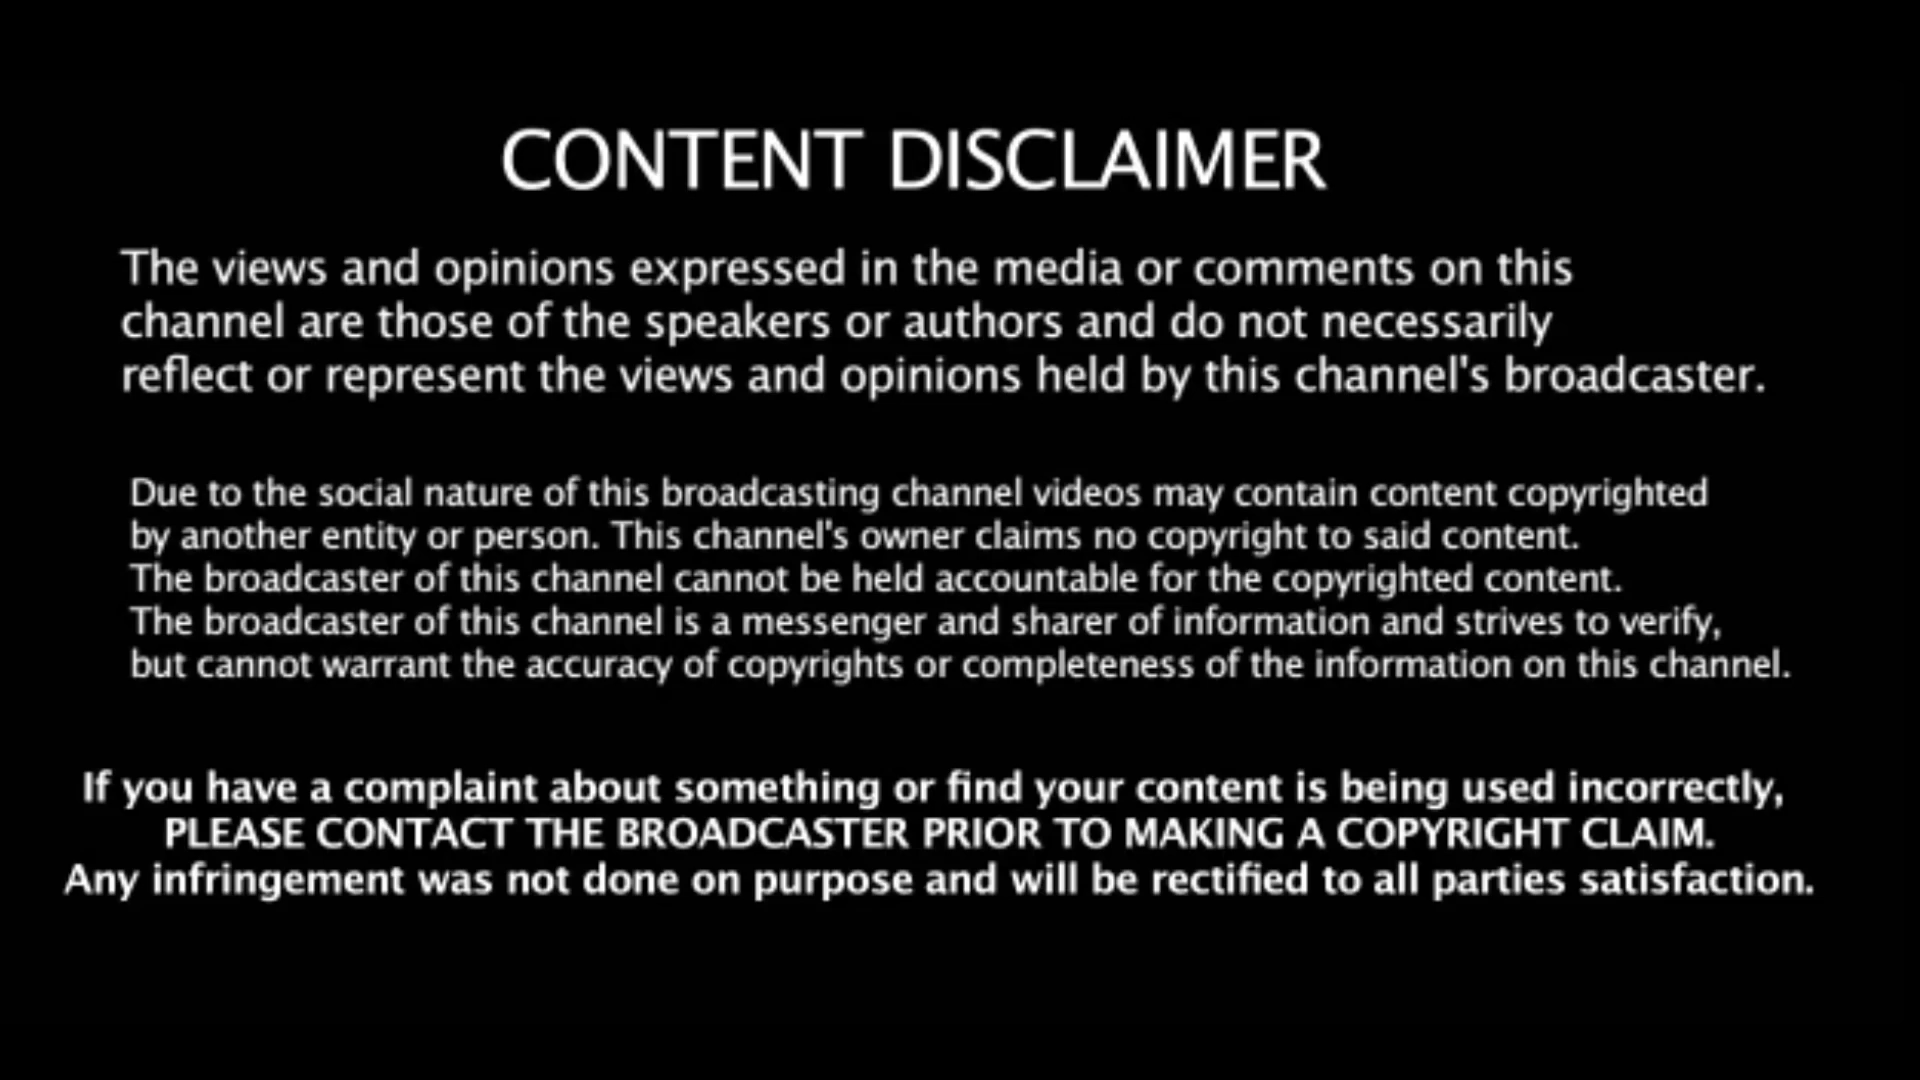 CONTENT DISCLAIMER
The views and opinions expressed in the media or comments on this
channel are those of the speakers or authors and do not necessarily
reflect or represent the views and opinions held by this channel's broadcaster.
Due to the social nature of this broadcasting channel videos may contain content copyrighted
by another entity or person. This channel's owner claims no copyright to said content.
The broadcaster of this channel cannot be held accountable for the copyrighted content.
The broadcaster of this channel is a messenger and sharer of information and strives to verify,
but cannot warrant the accuracy of copyrights or completeness of the information on this channel.
If you have a complaint about something or find your content is being used incorrectly,
PLEASE CONTACT THE BROADCASTER PRIOR TO MAKING A COPYRIGHT CLAIM.
Any infringement was not done on purpose and will be rectified to all parties satisfaction.